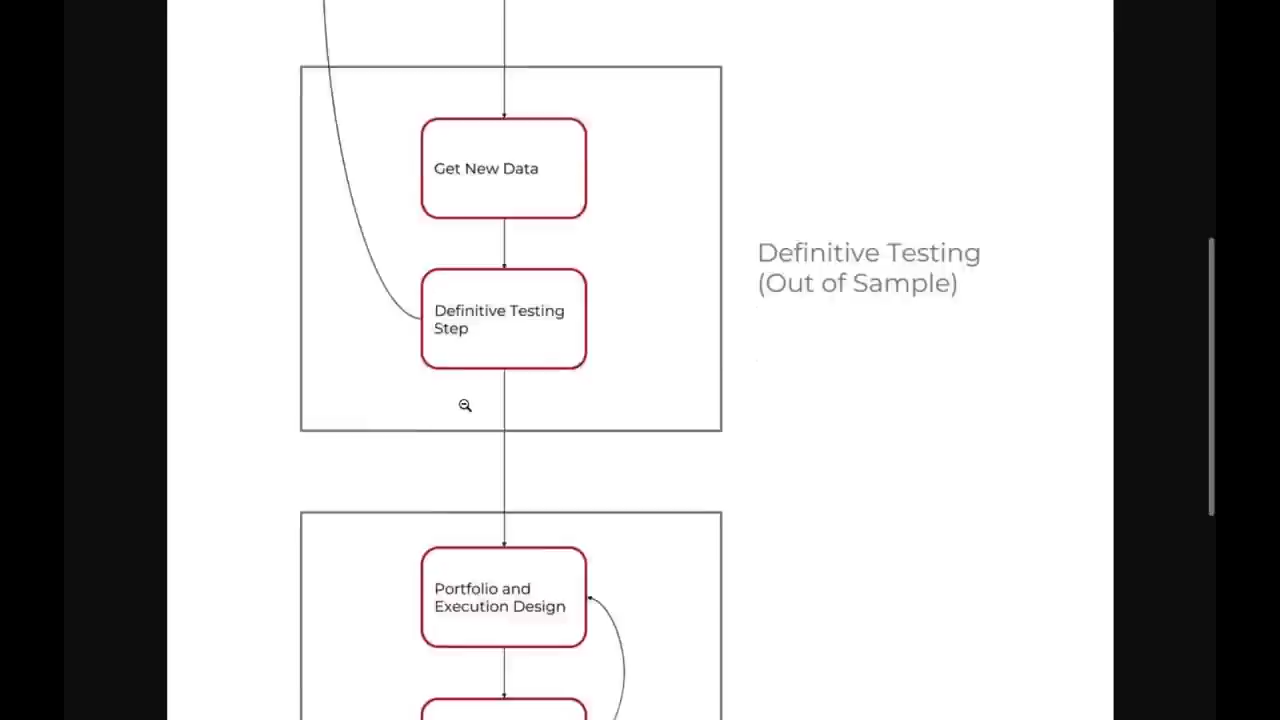 Get New Data
Definitive Testing
(Out of Sample)
Definitive Testing
Step
Portfolio and
Execution Design